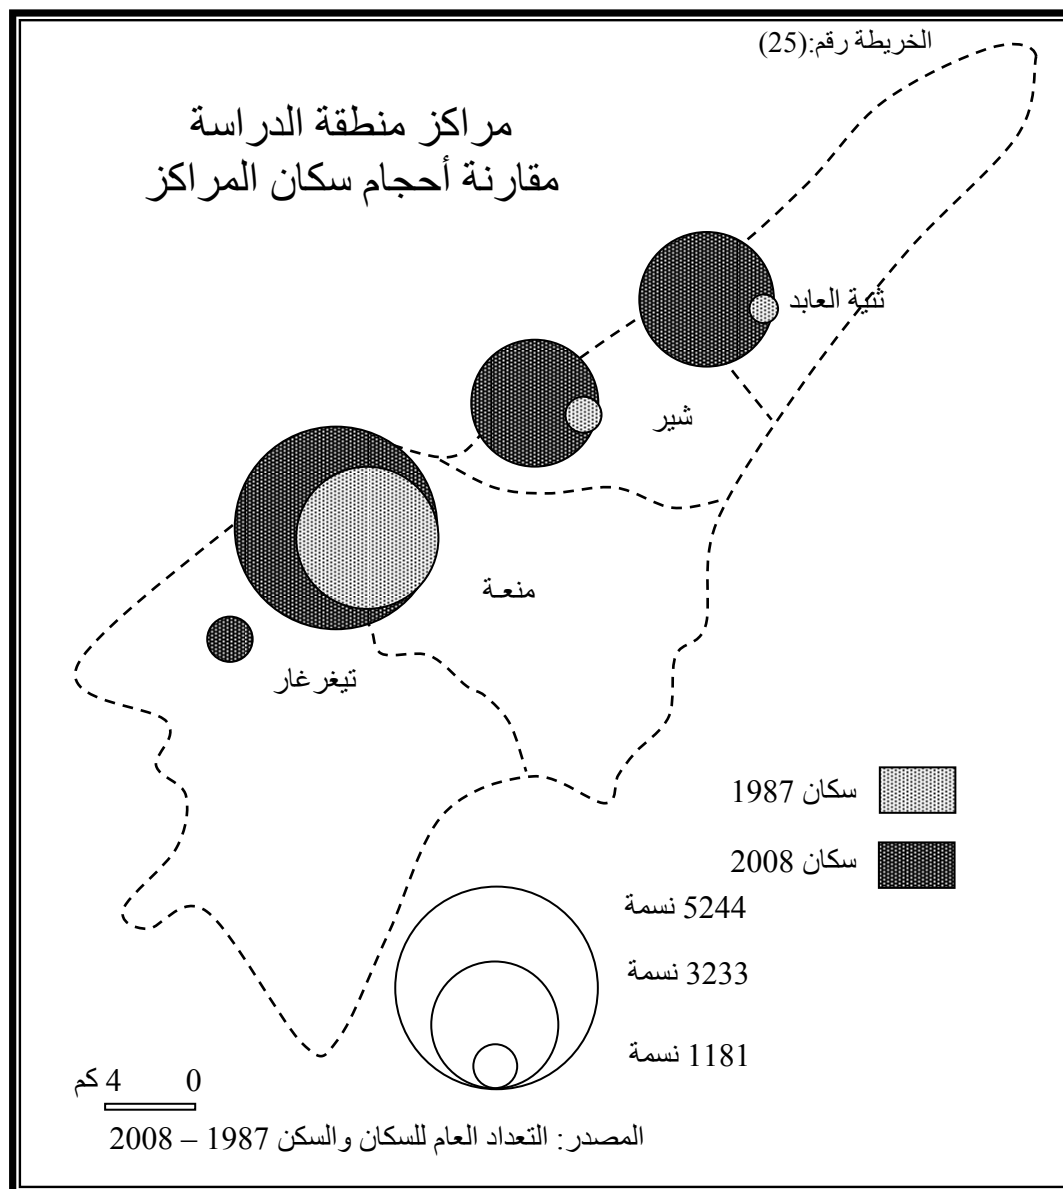 الخريطة رقم:(25)
مراكز منطقة الدراسة
مقارنة أحجام سكان المراكز
ثنية العابد
شير
منعـة
تيغرغار
سكان 1987
سكان 2008
5244 نسمة
3233 نسمة
1181 نسمة
0 4 كم
المصدر: التعداد العام للسكان والسكن 1987 – 2008